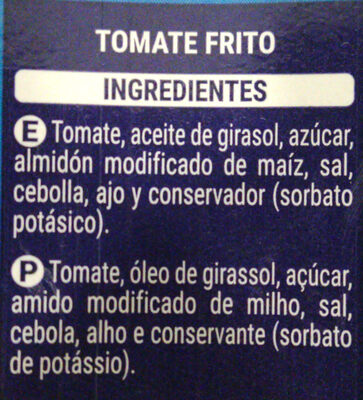 TOMATE FRITO
INGREDIENTES
E Tomate, aceite de girasol, azúcar,
almidón modificado de maíz, sal,
cebolla, ajo y conservador (sorbato
potásico).
P Tomate, óleo de girassol, açúcar,
amido modificado de milho, sal,
cebola, alho e conservante (sorbato
de potássio).